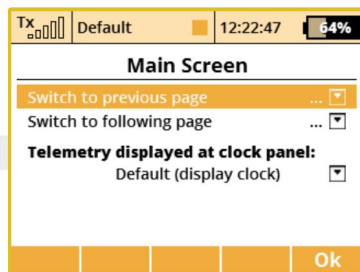 Tx Default 12:22:47 64%
Main Screen
Switch to previous page ...
Switch to following page ...
Telemetry displayed at clock panel:
Default (display clock)
Ok